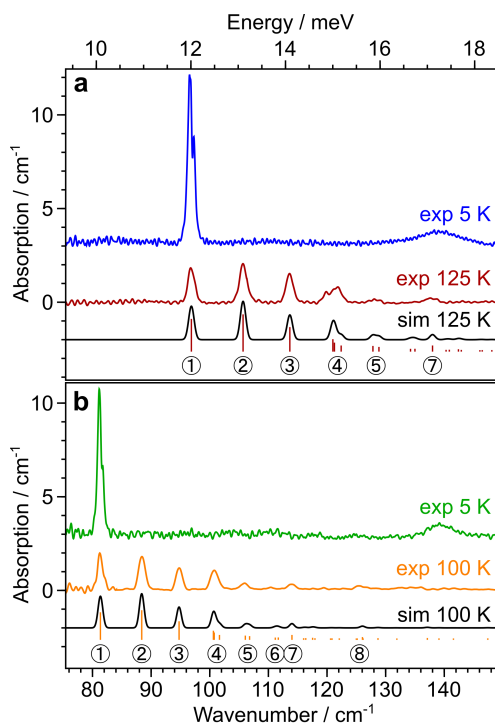 Energy / meV
10 12 14 16 18
a
10
5
0
Absorption / cm-1
exp 5 K
exp 125 K
sim 125 K
① ② ③ ④ ⑤ ⑦
b
10
5
0
Absorption / cm-1
exp 5 K
exp 100 K
sim 100 K
① ② ③ ④ ⑤ ⑥ ⑦ ⑧
80 90 100 110 120 130 140
Wavenumber / cm-1